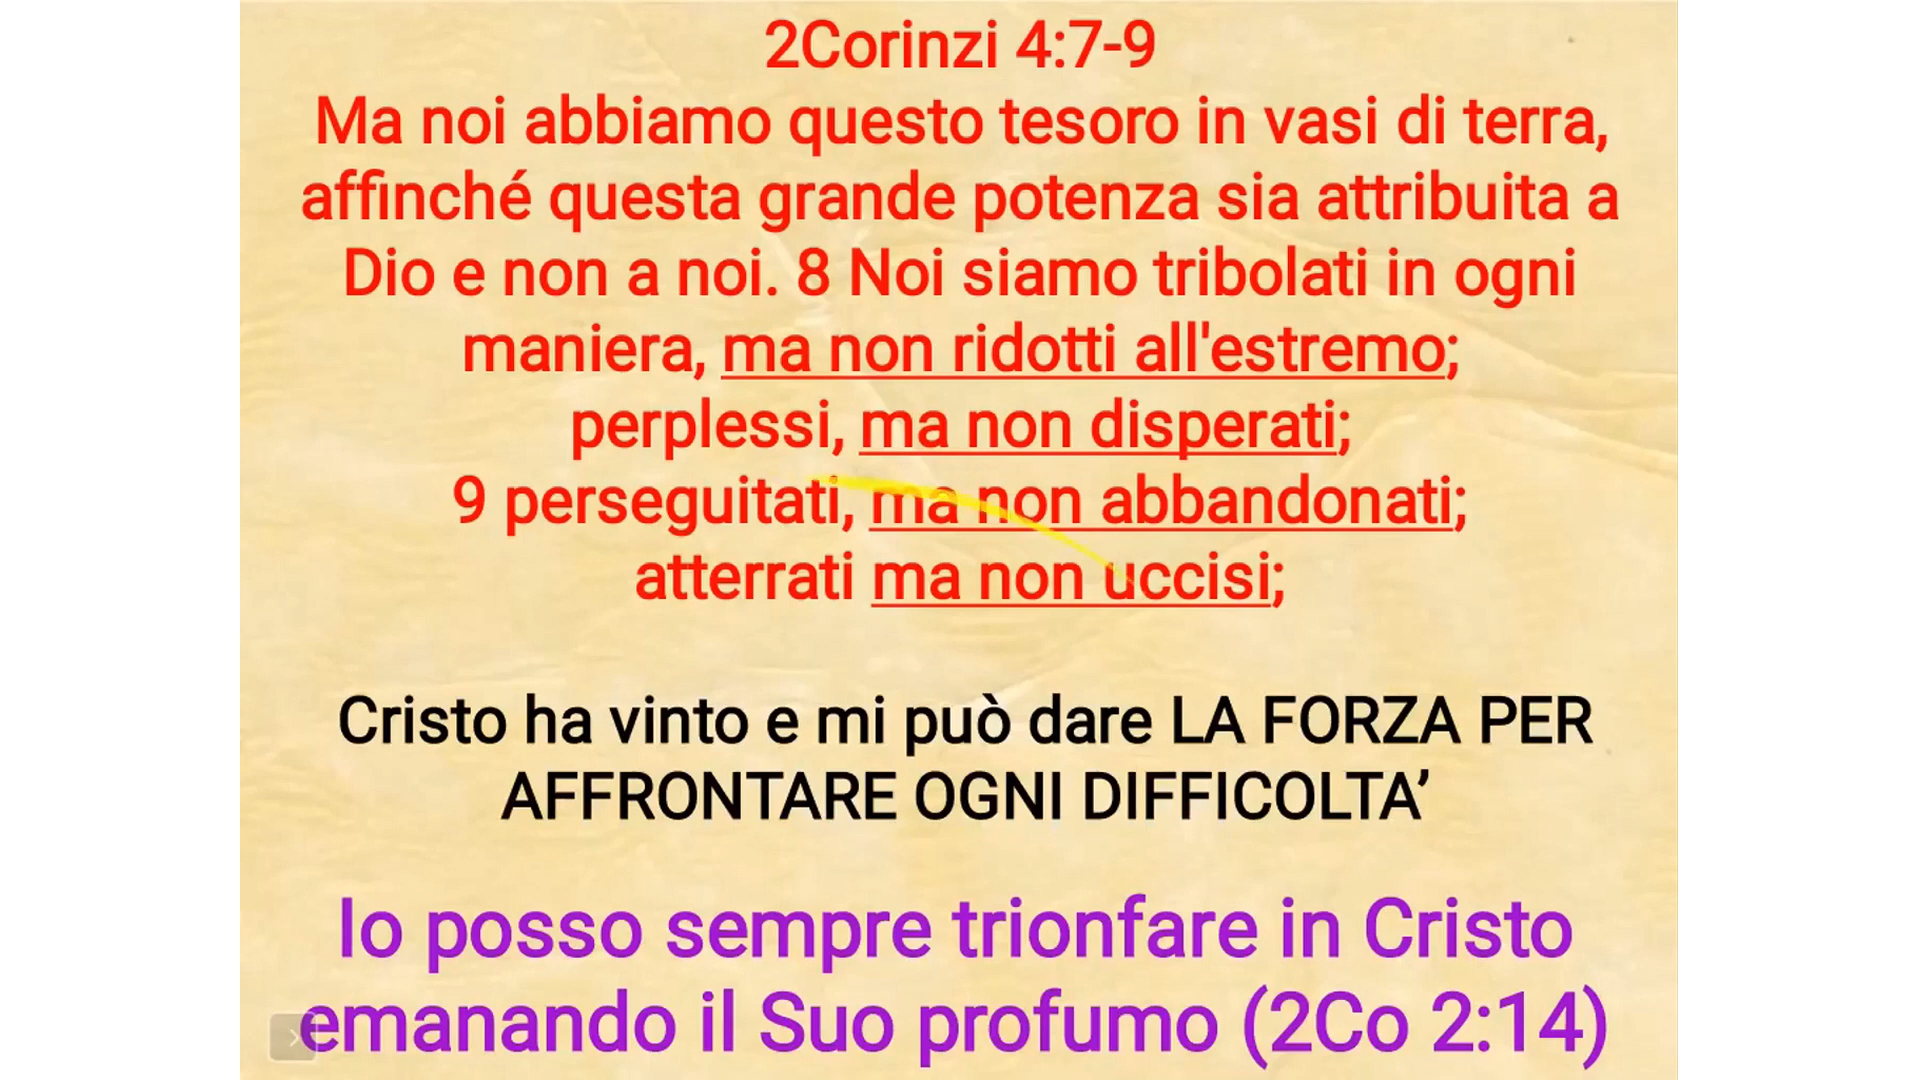 2Corinzi 4:7-9
Ma noi abbiamo questo tesoro in vasi di terra,
affinché questa grande potenza sia attribuita a
Dio e non a noi. 8 Noi siamo tribolati in ogni
maniera, ma non ridotti all'estremo;
perplessi, ma non disperati;
9 perseguitati, ma non abbandonati;
atterrati ma non uccisi;
Cristo ha vinto e mi può dare LA FORZA PER
AFFRONTARE OGNI DIFFICOLTA’
Io posso sempre trionfare in Cristo
emanando il Suo profumo (2Co 2:14)